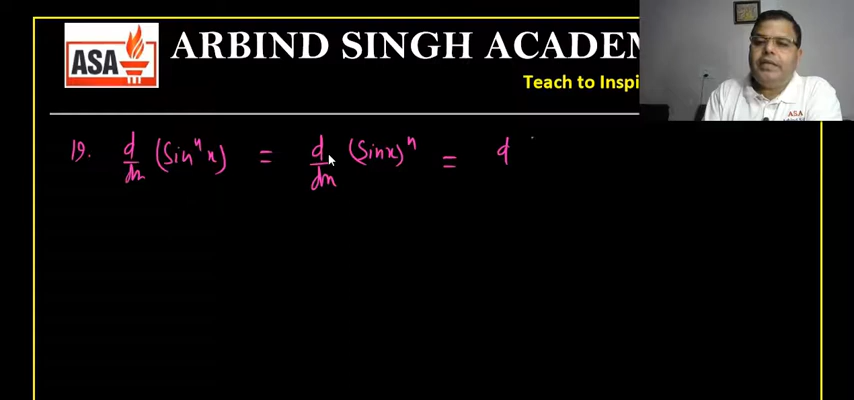 ASA
ARBIND SINGH ACADEM
Teach to Inspi
ASA
19. d/dx (Sinⁿx) = d/dx (Sinx)ⁿ = d